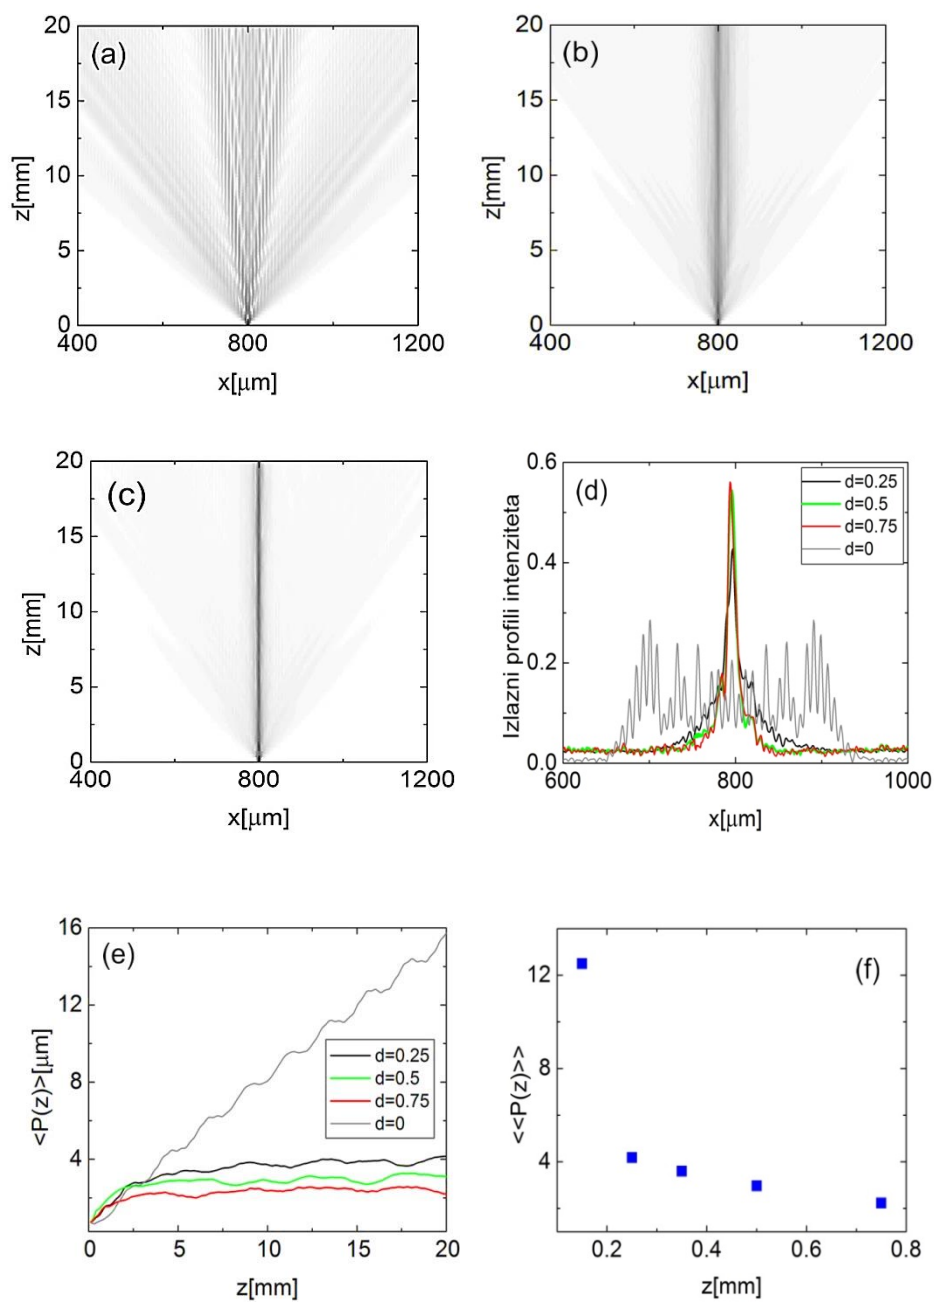 (a)
20
15
10
5
0
z[mm]
400 800 1200
x[μm]
(b)
20
15
10
5
0
z[mm]
400 800 1200
x[μm]
(c)
20
15
10
5
0
z[mm]
400 800 1200
x[μm]
(d)
0.6
0.4
0.2
0.0
Izlazni profili intenziteta
d=0.25
d=0.5
d=0.75
d=0
600 800 1000
x[μm]
(e)
16
12
8
4
<P(z)>[μm]
d=0.25
d=0.5
d=0.75
d=0
0 5 10 15 20
z[mm]
(f)
12
8
4
<<P(z)>>
0.2 0.4 0.6 0.8
z[mm]